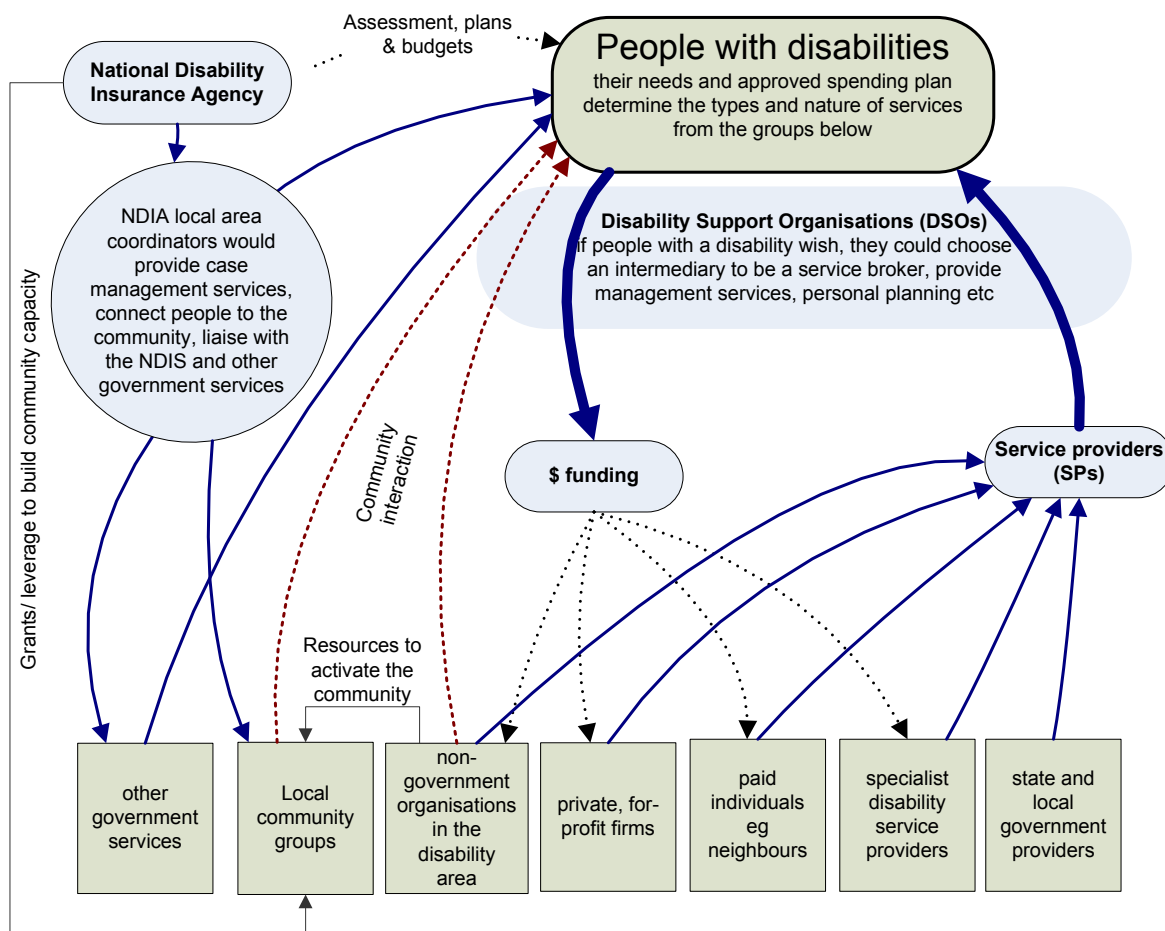 Assessment, plans
& budgets
National Disability
Insurance Agency
People with disabilities
their needs and approved spending plan
determine the types and nature of services
from the groups below
NDIA local area
coordinators would
provide case
management services,
connect people to the
community, liaise with
the NDIS and other
government services
Disability Support Organisations (DSOs)
if people with a disability wish, they could choose
an intermediary to be a service broker, provide
management services, personal planning etc
Grants/ leverage to build community capacity
Community
interaction
$ funding
Service providers
(SPs)
Resources to
activate the
community
other
government
services
Local
community
groups
non-
government
organisations
in the
disability
area
private, for-
profit firms
paid
individuals
eg
neighbours
specialist
disability
service
providers
state and
local
government
providers